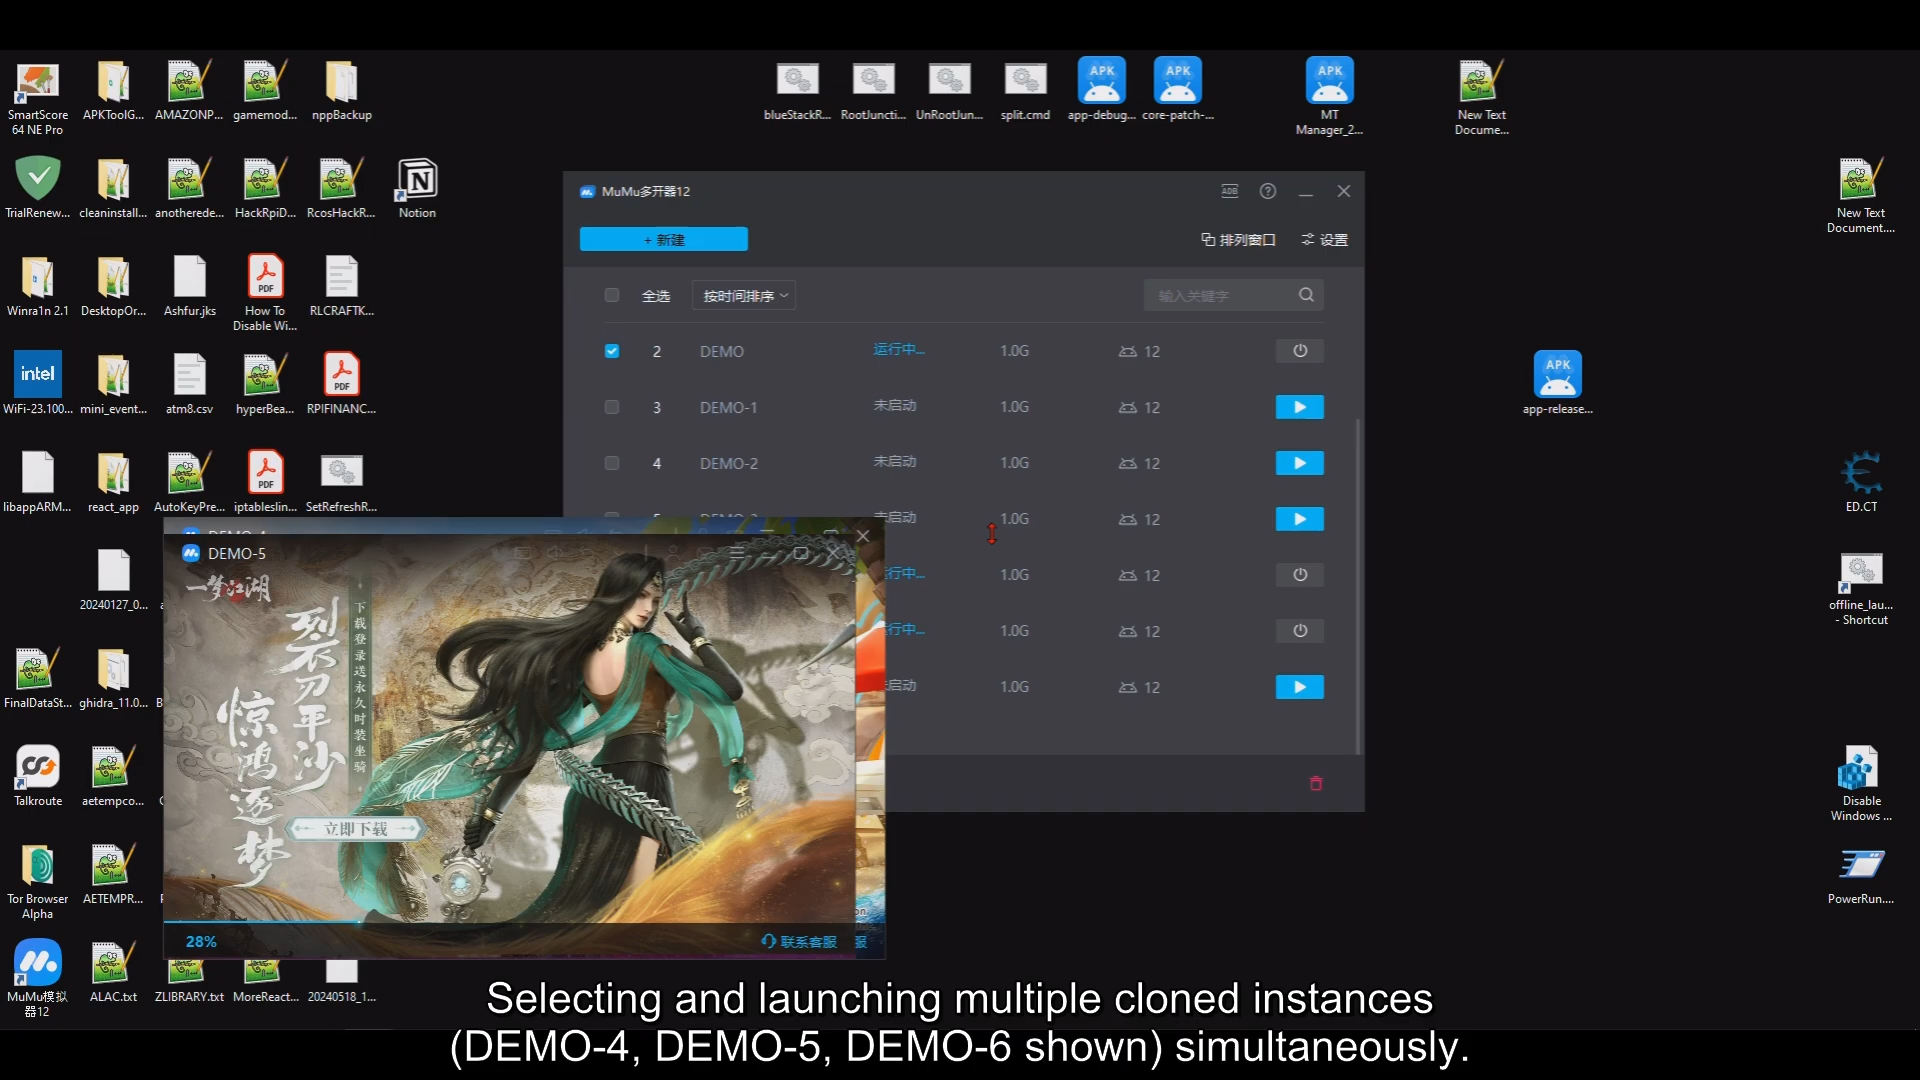 SmartScore
64 NE Pro
APKToolG...
AMAZONP...
gamemod...
nppBackup
blueStackR...
RootJuncti...
UnRootJun...
split.cmd
APK
app-debug...
APK
core-patch-...
APK
MT
Manager_2...
New Text
Docume...
TrialRenew...
cleaninstall...
anotherede...
HackRpiD...
RcosHackR...
Notion
New Text
Document....
MuMu多开器12
ADB
+ 新建
排列窗口
设置
全选
按时间排序
输入关键字
2 DEMO 运行中... 1.0G 12
3 DEMO-1 未启动 1.0G 12
4 DEMO-2 未启动 1.0G 12
未启动 1.0G 12
行中... 1.0G 12
行中... 1.0G 12
启动 1.0G 12
Winra1n 2.1
DesktopOr...
Ashfur.jks
PDF
How To
Disable Wi...
RLCRAFTK...
intel
WiFi-23.100...
mini_event...
atm8.csv
hyperBea...
PDF
RPIFINANC...
APK
app-release...
libappARM...
react_app
AutoKeyPre...
PDF
iptableslin...
SetRefreshR...
ED.CT
DEMO-5
一梦江湖
裂刃平沙
惊鸿逐梦
下载登录送永久时装坐骑
立即下载
28%
联系客服
服
20240127_0...
offline_lau...
- Shortcut
FinalDataSt...
ghidra_11.0...
Talkroute
aetempco...
Disable
Windows ...
Tor Browser
Alpha
AETEMPR...
PowerRun....
MuMu模拟
器12
ALAC.txt
ZLIBRARY.txt
MoreReact...
20240518_1...
Selecting and launching multiple cloned instances
(DEMO-4, DEMO-5, DEMO-6 shown) simultaneously.